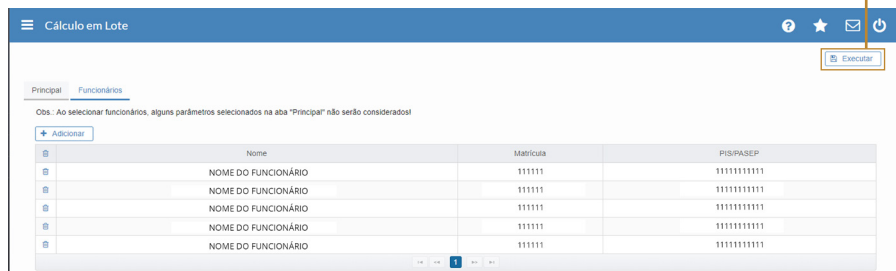 Cálculo em Lote
Executar
Principal Funcionários
Obs.: Ao selecionar funcionários, alguns parâmetros selecionados na aba "Principal" não serão considerados!
+ Adicionar
Nome Matrícula PIS/PASEP
NOME DO FUNCIONÁRIO 111111 11111111111
NOME DO FUNCIONÁRIO 111111 11111111111
NOME DO FUNCIONÁRIO 111111 11111111111
NOME DO FUNCIONÁRIO 111111 11111111111
NOME DO FUNCIONÁRIO 111111 11111111111
1